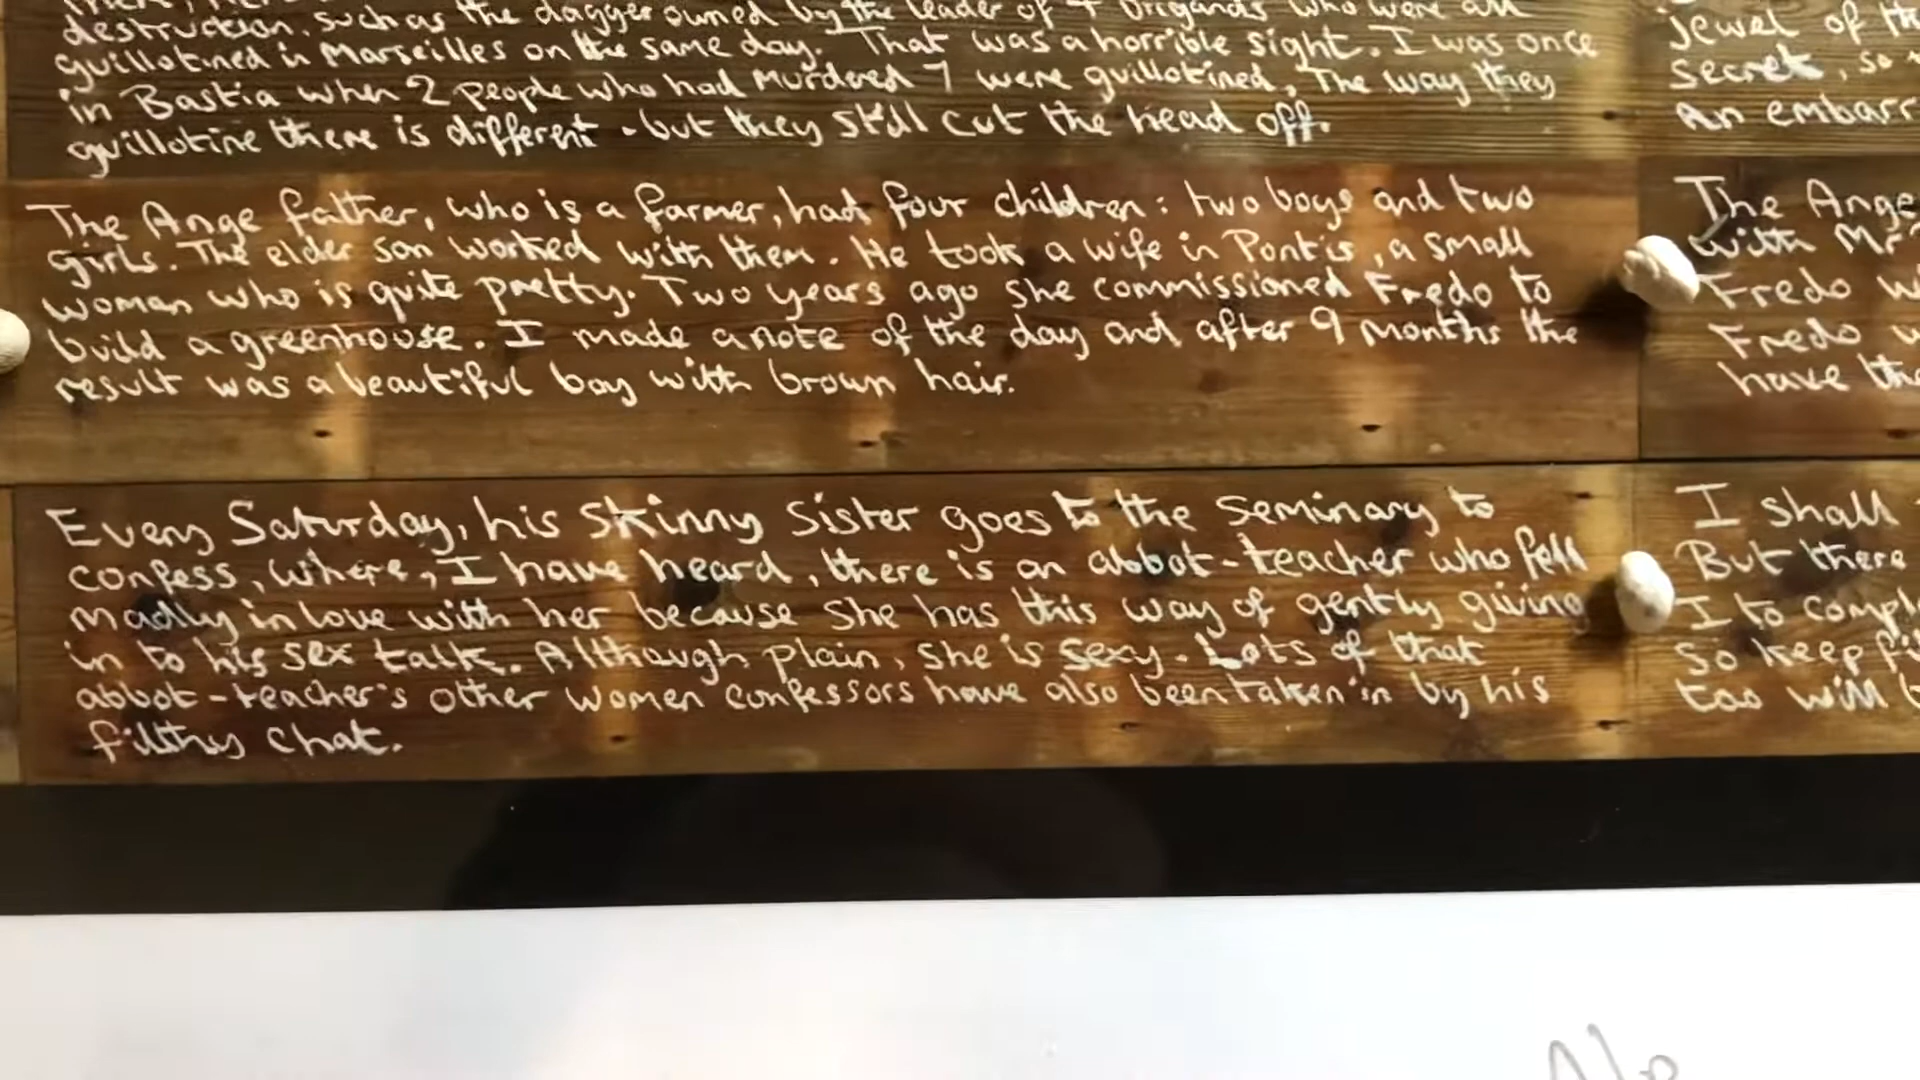 destruction, such as the dagger owned by the leader of 4 brigands who were all
guillotined in Marseilles on the same day. That was a horrible sight. I was once
in Bastia when 2 people who had murdered 7 were guillotined. The way they
guillotine there is different - but they still cut the head off.
The Ange father, who is a farmer, had four children: two boys and two
girls. The elder son worked with them. He took a wife in Pontis, a small
woman who is quite pretty. Two years ago she commissioned Fredo to
build a greenhouse. I made a note of the day and after 9 months the
result was a beautiful boy with brown hair.
Every Saturday, his skinny sister goes to the seminary to
confess, where, I have heard, there is an abbot-teacher who fell
madly in love with her because she has this way of gently giving
in to his sex talk. Although plain, she is sexy. Lots of that
abbot-teacher's other women confessors have also been taken in by his
filthy chat.
jewel of
secret, so
An
The Ange
with Mr
Fredo
Fredo
have
I shall
But there
I to
So keep
too will
No